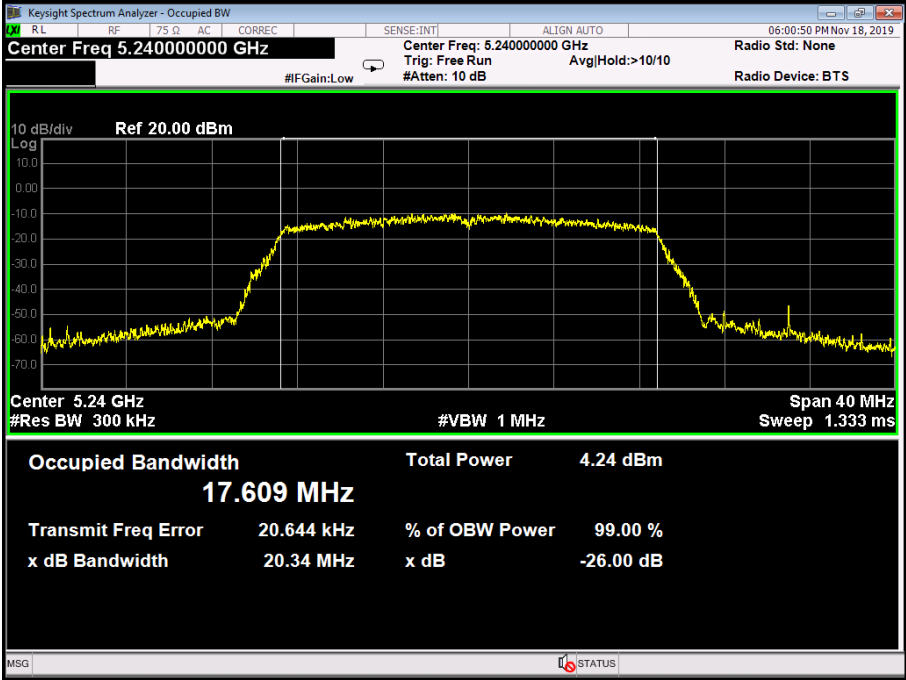 Keysight Spectrum Analyzer - Occupied BW
LXI RL RF 75 Ω AC CORREC SENSE:INT ALIGN AUTO 06:00:50 PM Nov 18, 2019
Center Freq 5.240000000 GHz Center Freq: 5.240000000 GHz Radio Std: None
Trig: Free Run Avg|Hold:>10/10
#IFGain:Low #Atten: 10 dB Radio Device: BTS
10 dB/div Ref 20.00 dBm
Log
10.0
0.00
-10.0
-20.0
-30.0
-40.0
-50.0
-60.0
-70.0
Center 5.24 GHz Span 40 MHz
#Res BW 300 kHz #VBW 1 MHz Sweep 1.333 ms
Occupied Bandwidth Total Power 4.24 dBm
17.609 MHz
Transmit Freq Error 20.644 kHz % of OBW Power 99.00 %
x dB Bandwidth 20.34 MHz x dB -26.00 dB
MSG STATUS